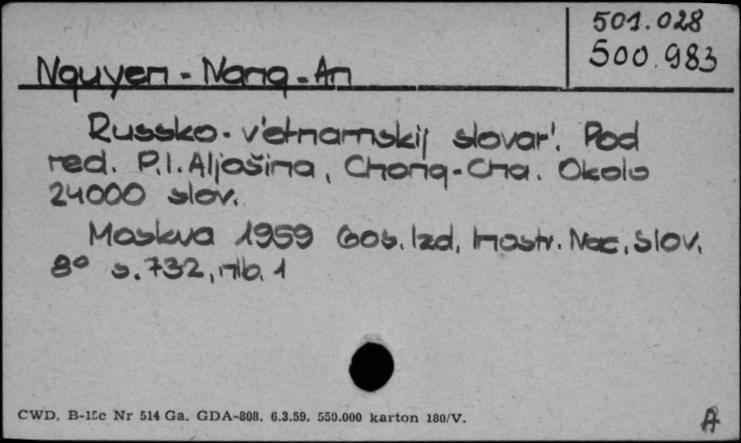 501.028
500.983
Nguyen-Nang-An
Russko-v'etnamskij slovar'. Pod
red. P.I. Aljošina, Chong-Cha. Okolo
24000 slov.
Moskva 1959 Gos. Izd. Inostr. Nac. Slov.
8° s. 732, nlb. 1
CWD. B-15c Nr 514 Ga. GDA-808. 6.3.59. 550.000 karton 180/V.
A